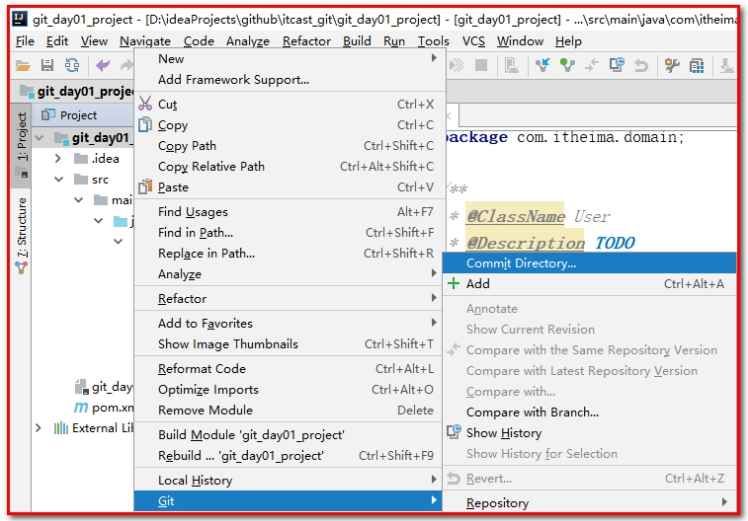 git_day01_project - [D:\ideaProjects\github\itcast_git\git_day01_project] - [git_day01_project] - ...\src\main\java\com\itheima\
File Edit View Navigate Code Analyze Refactor Build Run Tools VCS Window Help
git_day01_proje
1: Project
7: Structure
Project
git_day01_
.idea
src
mai
j
git_day
pom.xm
External Lib
New
Add Framework Support...
Cut Ctrl+X
Copy Ctrl+C
Copy Path Ctrl+Shift+C
Copy Relative Path Ctrl+Alt+Shift+C
Paste Ctrl+V
Find Usages Alt+F7
Find in Path... Ctrl+Shift+F
Replace in Path... Ctrl+Shift+R
Analyze
Refactor
Add to Favorites
Show Image Thumbnails Ctrl+Shift+T
Reformat Code Ctrl+Alt+L
Optimize Imports Ctrl+Alt+O
Remove Module Delete
Build Module 'git_day01_project'
Rebuild ... 'git_day01_project' Ctrl+Shift+F9
Local History
Git
package com.itheima.domain;
/**
* @ClassName User
* @Description TODO
Commit Directory...
Add Ctrl+Alt+A
Annotate
Show Current Revision
Compare with the Same Repository Version
Compare with Latest Repository Version
Compare with...
Compare with Branch...
Show History
Show History for Selection
Revert... Ctrl+Alt+Z
Repository